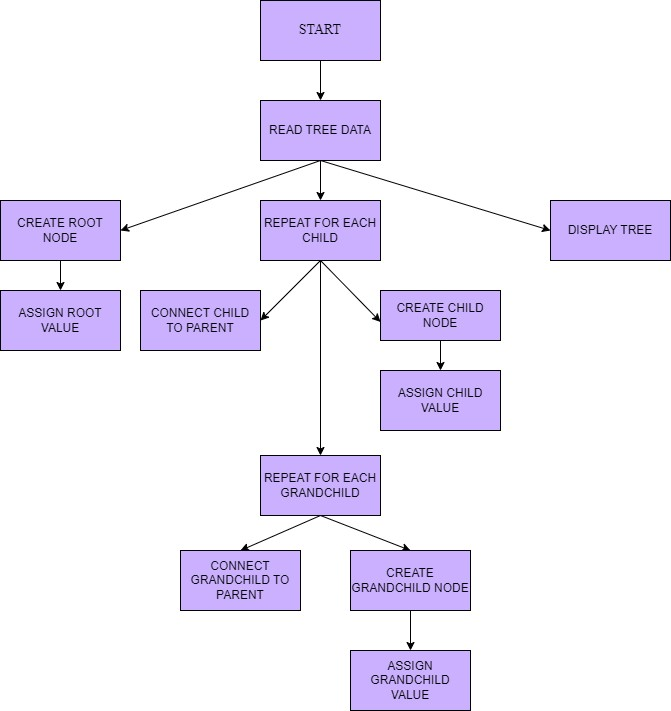 START
READ TREE DATA
CREATE ROOT
NODE
REPEAT FOR EACH
CHILD
DISPLAY TREE
ASSIGN ROOT
VALUE
CONNECT CHILD
TO PARENT
CREATE CHILD
NODE
ASSIGN CHILD
VALUE
REPEAT FOR EACH
GRANDCHILD
CONNECT
GRANDCHILD TO
PARENT
CREATE
GRANDCHILD NODE
ASSIGN
GRANDCHILD
VALUE